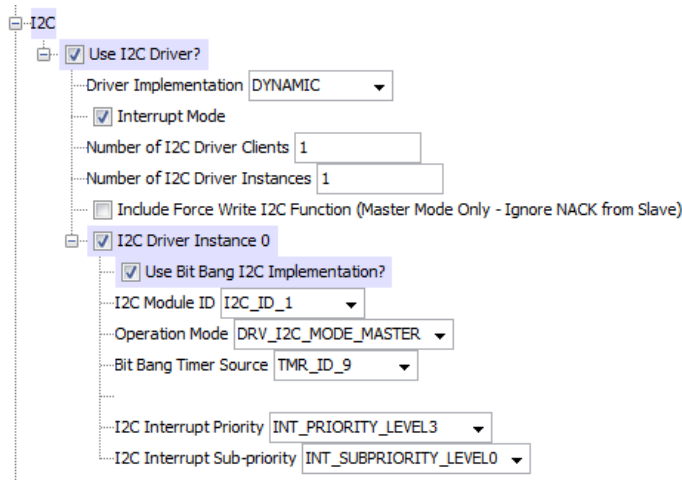 I2C
Use I2C Driver?
Driver Implementation DYNAMIC
Interrupt Mode
Number of I2C Driver Clients 1
Number of I2C Driver Instances 1
Include Force Write I2C Function (Master Mode Only - Ignore NACK from Slave)
I2C Driver Instance 0
Use Bit Bang I2C Implementation?
I2C Module ID I2C_ID_1
Operation Mode DRV_I2C_MODE_MASTER
Bit Bang Timer Source TMR_ID_9
I2C Interrupt Priority INT_PRIORITY_LEVEL3
I2C Interrupt Sub-priority INT_SUBPRIORITY_LEVEL0